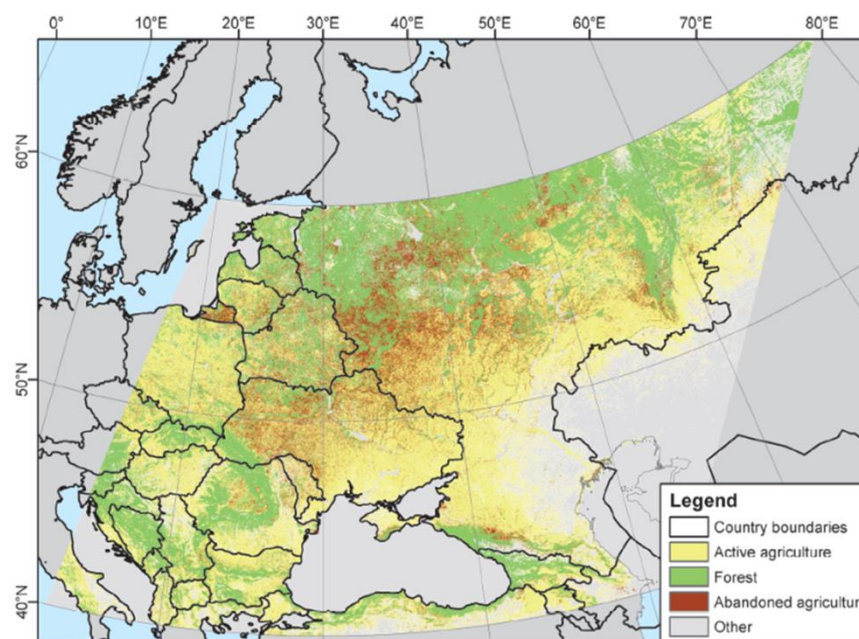 0° 10°E 20°E 30°E 40°E 50°E 60°E 70°E 80°E
60°N
50°N
40°N
Legend
Country boundaries
Active agriculture
Forest
Abandoned agricultur
Other